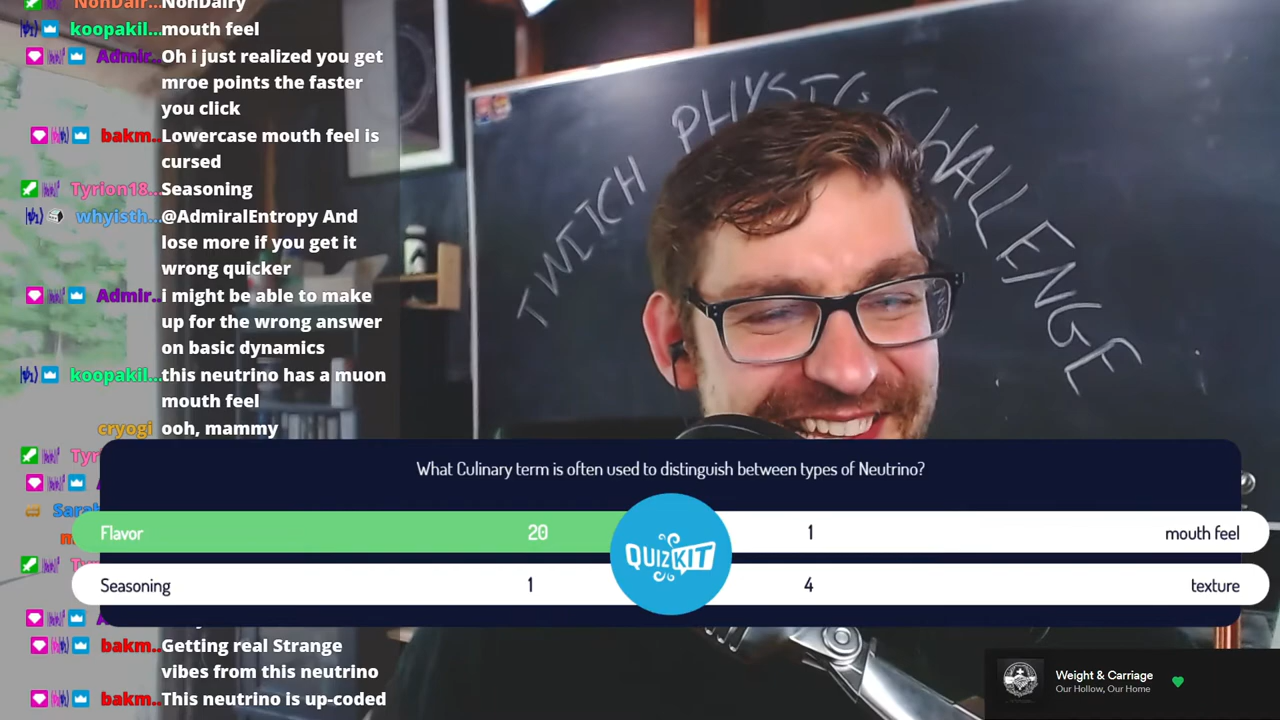 NonDair... NonDairy
koopakil... mouth feel
Admir... Oh i just realized you get
mroe points the faster
you click
bakm... Lowercase mouth feel is
cursed
Tyrion18... Seasoning
whyisth... @AdmiralEntropy And
lose more if you get it
wrong quicker
Admir... i might be able to make
up for the wrong answer
on basic dynamics
koopakil... this neutrino has a muon
mouth feel
cryogi ooh, mammy
bakm... Getting real Strange
vibes from this neutrino
bakm... This neutrino is up-coded
TWITCH PHYSICS CHALLENGE
What Culinary term is often used to distinguish between types of Neutrino?
Flavor 20
1 mouth feel
QUIZKIT
Seasoning 1
4 texture
Weight & Carriage
Our Hollow, Our Home